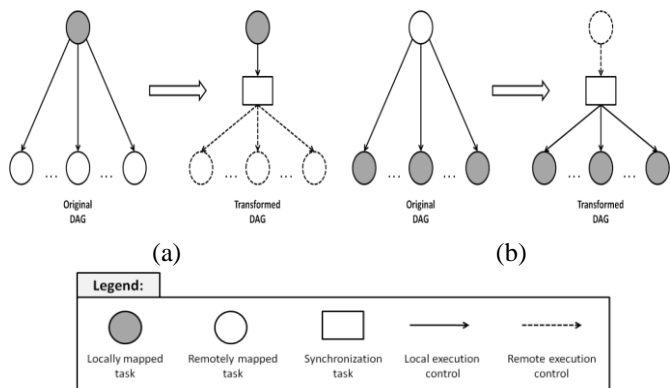 ... ... ... ... ... ... ... ...
Original DAG Transformed DAG Original DAG Transformed DAG
(a) (b)
Legend:
Locally mapped task Remotely mapped task Synchronization task Local execution control Remote execution control